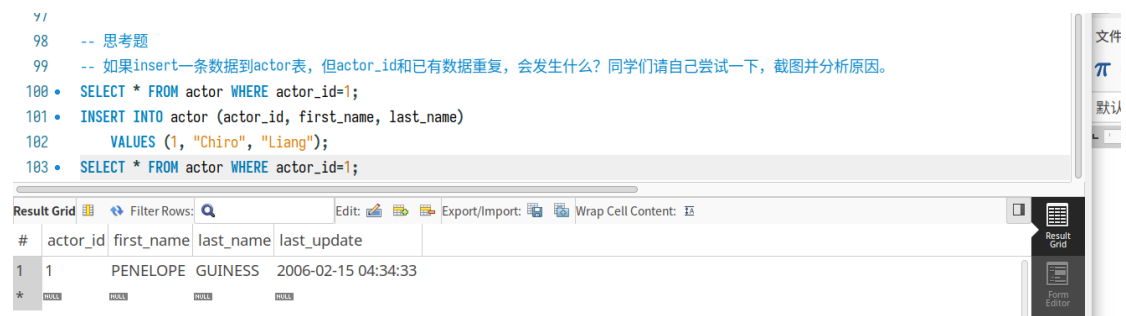 97
98 -- 思考题
99 -- 如果insert一条数据到actor表，但actor_id和已有数据重复，会发生什么？同学们请自己尝试一下，截图并分析原因。
100 SELECT * FROM actor WHERE actor_id=1;
101 INSERT INTO actor (actor_id, first_name, last_name)
102 VALUES (1, "Chiro", "Liang");
103 SELECT * FROM actor WHERE actor_id=1;
Result Grid Filter Rows: Edit: Export/Import: Wrap Cell Content:
# actor_id first_name last_name last_update
1 1 PENELOPE GUINESS 2006-02-15 04:34:33
* NULL NULL NULL NULL
Result
Grid
Form
Editor
文件
π
默认